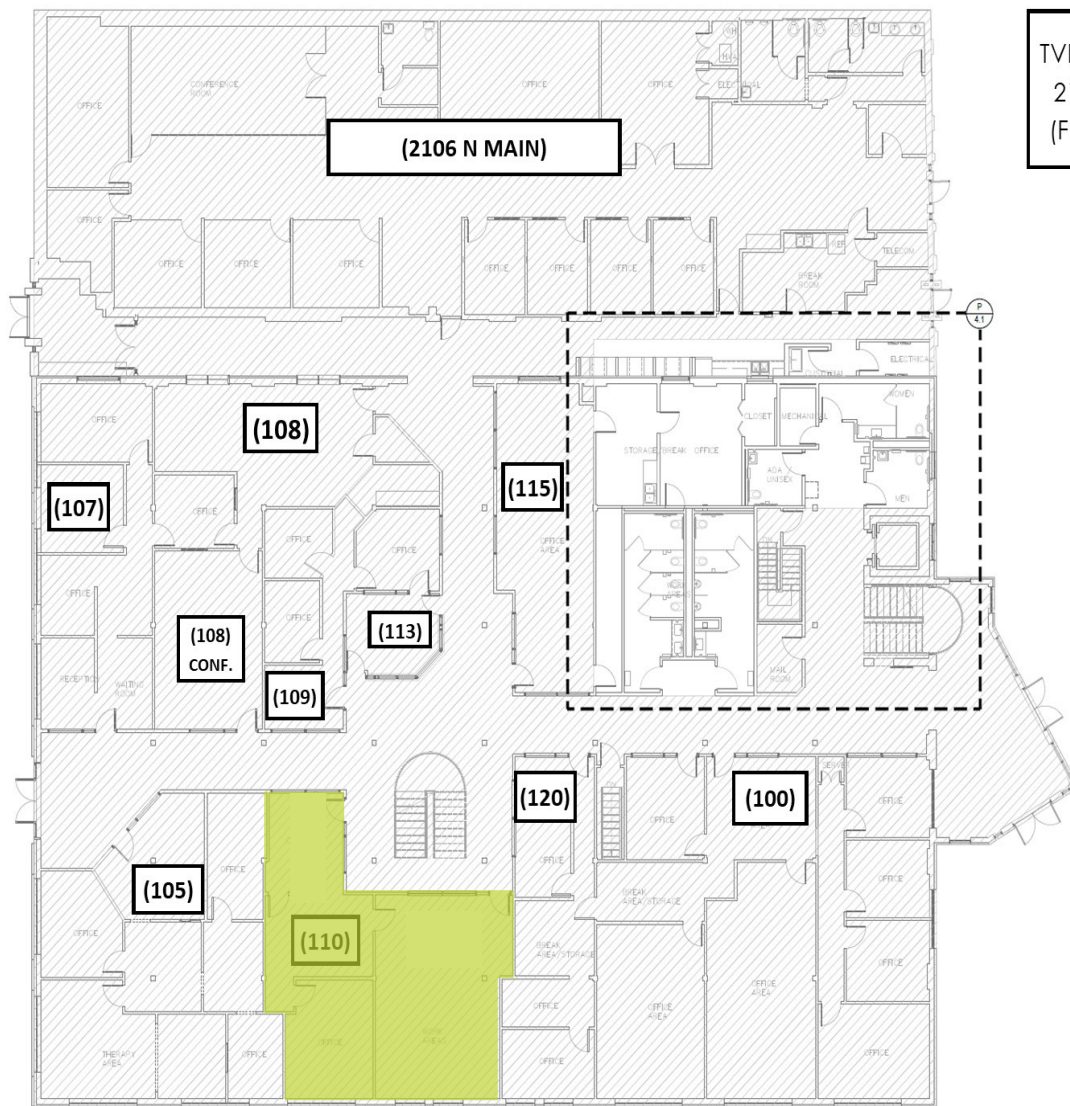 TVI
2
(F
OFFICE
CONFERENCE
ROOM
OFFICE
OFFICE
WH
ELECTRICAL
(2106 N MAIN)
OFFICE
OFFICE
OFFICE
OFFICE
OFFICE
OFFICE
OFFICE
OFFICE
REF
BREAK
ROOM
TELECOM
P
4.1
ELECTRICAL
OFFICE
(108)
(107)
OFFICE
OFFICE
OFFICE
(115)
OFFICE
AREA
STORAGE/BREAK
OFFICE
CLOSET
MECHANICAL
WOMEN
ADA
UNISEX
MEN
OFFICE
OFFICE
(113)
(108)
CONF.
RECEPTION
WAITING
ROOM
(109)
MAIL
ROOM
(120)
OFFICE
DN
OFFICE
(100)
AREA
OFFICE
OFFICE
(105)
OFFICE
OFFICE
BREAK
AREA/STORAGE
(110)
BREAK
AREA/STORAGE
OFFICE
AREA
OFFICE
AREA
OFFICE
OFFICE
THERAPY
AREA
OFFICE
OFFICE
OFFICE
OFFICE